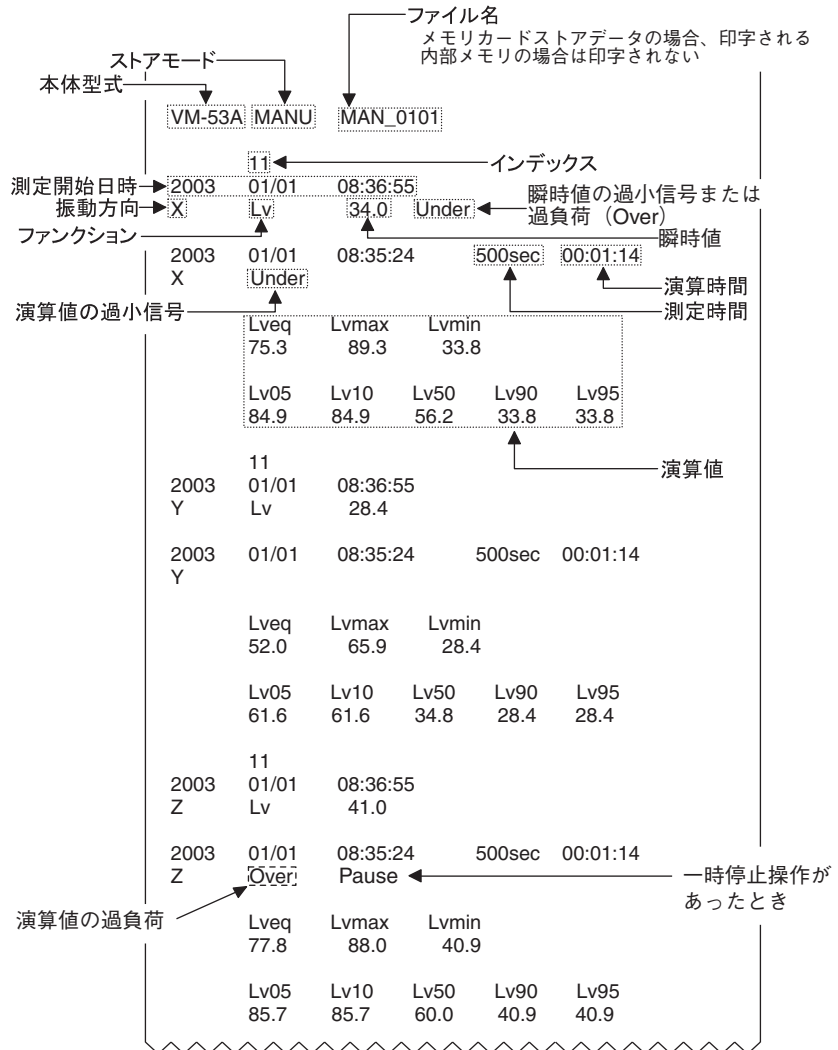 ファイル名
メモリカードストアデータの場合、印字される
内部メモリの場合は印字されない
ストアモード
本体型式
VM-53A MANU MAN_0101
11 インデックス
測定開始日時 2003 01/01 08:36:55
振動方向 X Lv 34.0 Under 瞬時値の過小信号または
過負荷（Over）
ファンクション 瞬時値
2003 01/01 08:35:24 500sec 00:01:14
X Under 演算時間
演算値の過小信号 測定時間
Lveq Lvmax Lvmin
75.3 89.3 33.8
Lv05 Lv10 Lv50 Lv90 Lv95
84.9 84.9 56.2 33.8 33.8
演算値
11
2003 01/01 08:36:55
Y Lv 28.4
2003 01/01 08:35:24 500sec 00:01:14
Y
Lveq Lvmax Lvmin
52.0 65.9 28.4
Lv05 Lv10 Lv50 Lv90 Lv95
61.6 61.6 34.8 28.4 28.4
11
2003 01/01 08:36:55
Z Lv 41.0
2003 01/01 08:35:24 500sec 00:01:14
Z Over Pause 一時停止操作が
あったとき
演算値の過負荷
Lveq Lvmax Lvmin
77.8 88.0 40.9
Lv05 Lv10 Lv50 Lv90 Lv95
85.7 85.7 60.0 40.9 40.9